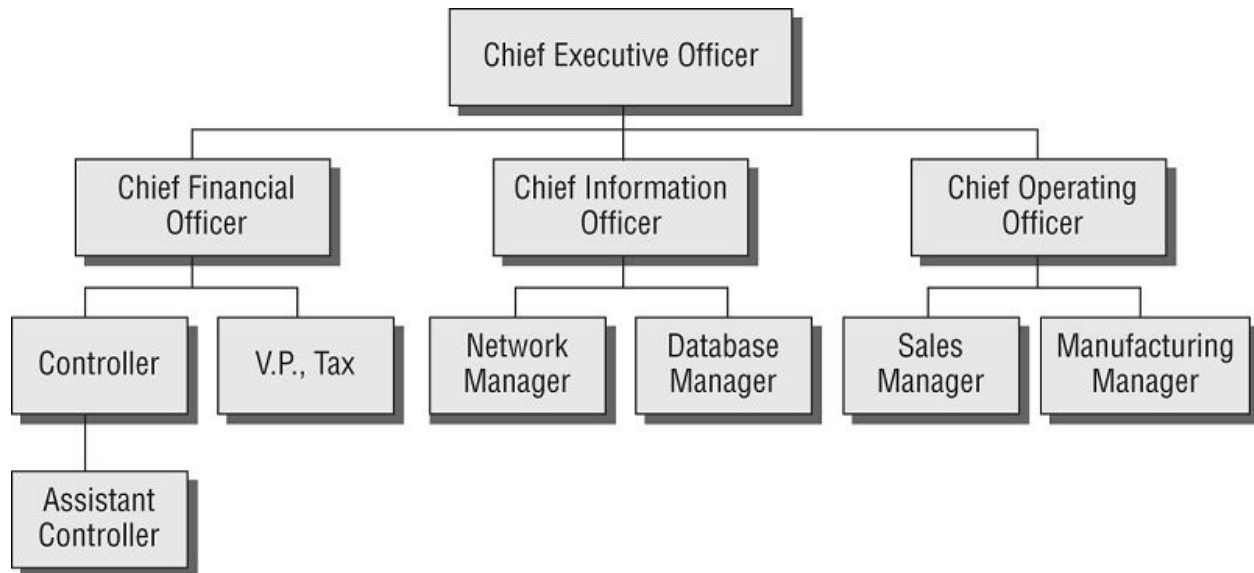 Chief Executive Officer
Chief Financial
Officer
Chief Information
Officer
Chief Operating
Officer
Controller
V.P., Tax
Network
Manager
Database
Manager
Sales
Manager
Manufacturing
Manager
Assistant
Controller